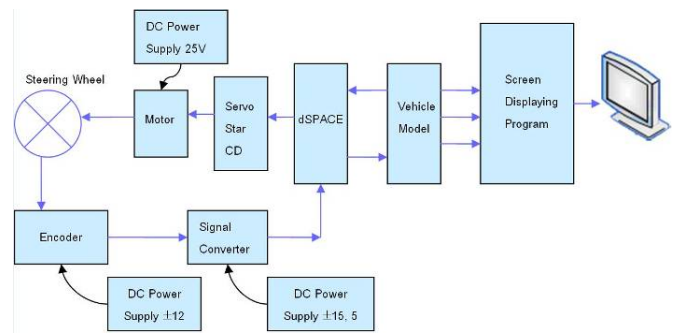 DC Power
Supply 25V
Steering Wheel
Motor
Servo
Star
CD
dSPACE
Vehicle
Model
Screen
Displaying
Program
Encoder
Signal
Converter
DC Power
Supply ±12
DC Power
Supply ±15, 5